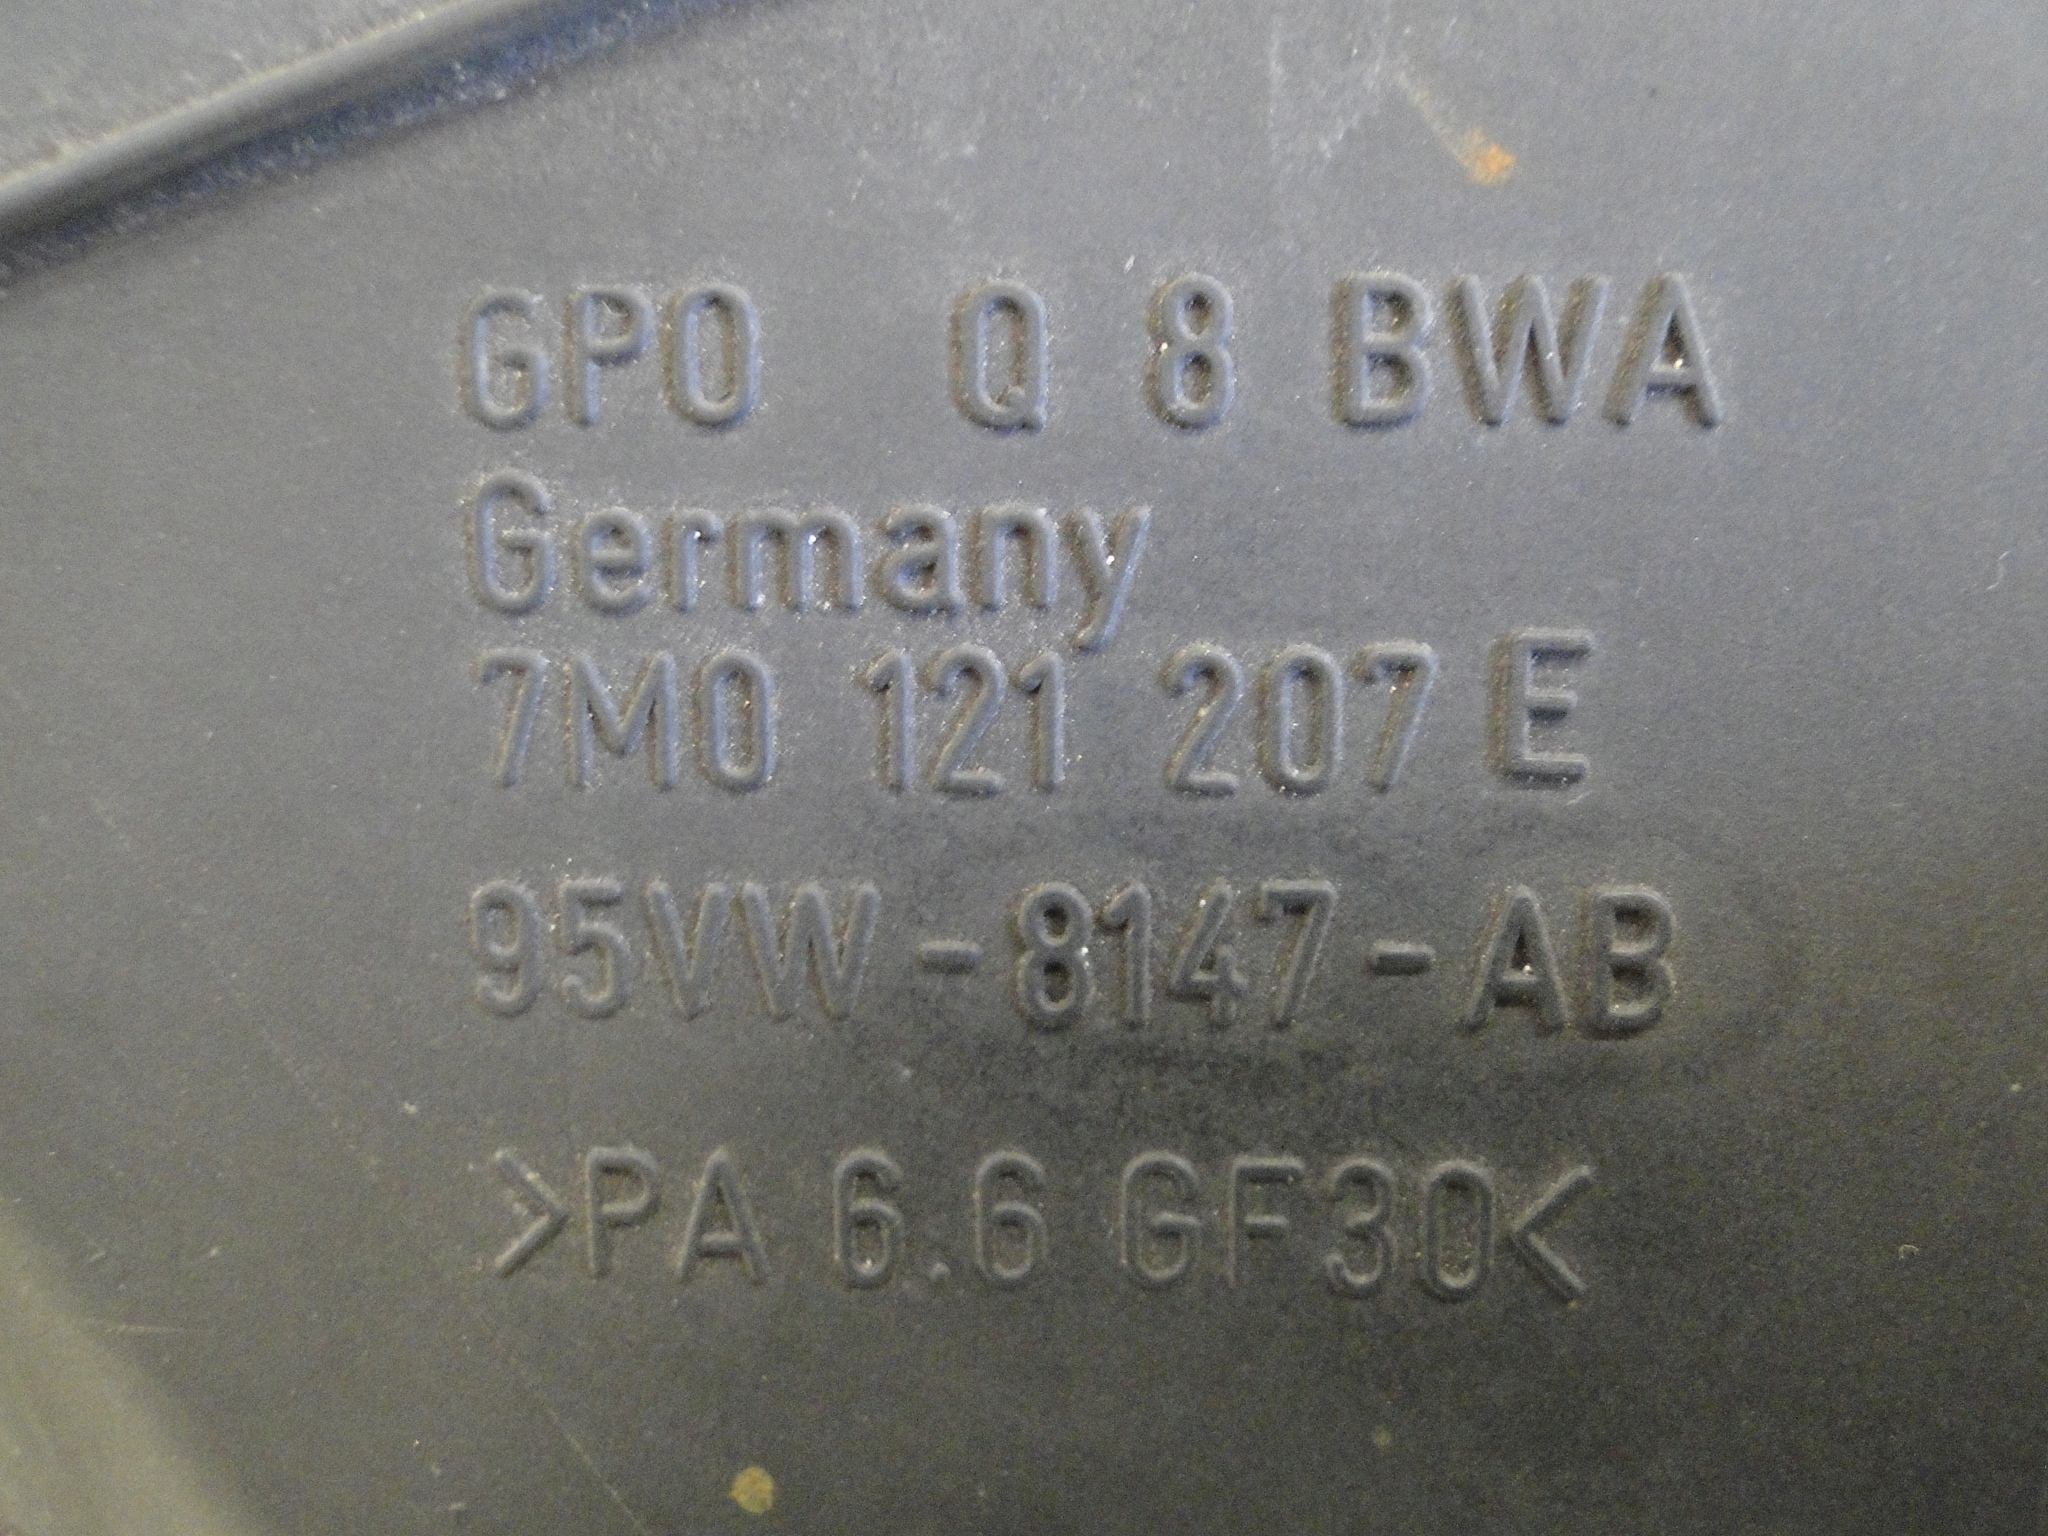 GPO Q 8 BWA
Germany
7M0 121 207 E
95VW-8147-AB
>PA 6.6 GF30<